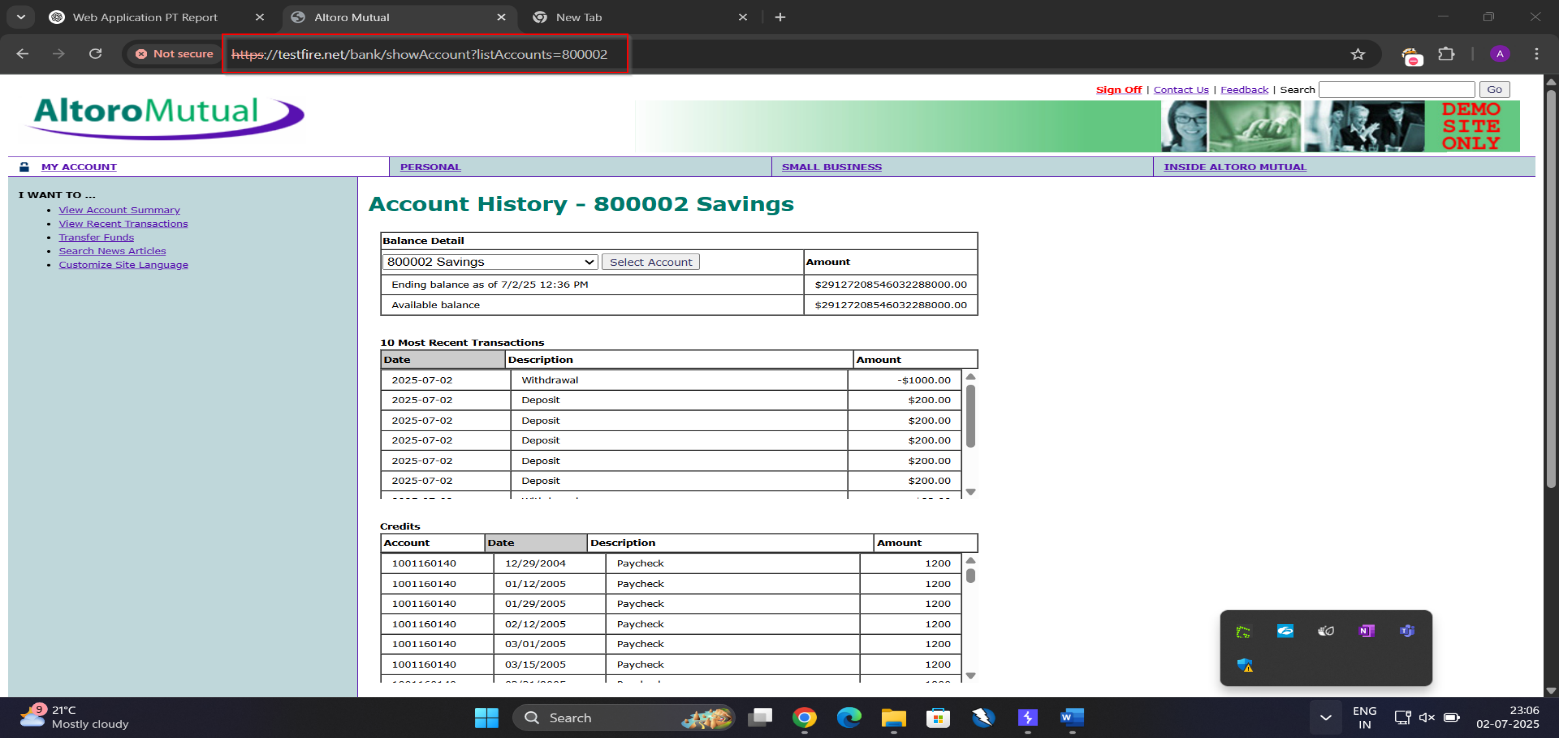 Web Application PT Report
Altoro Mutual
New Tab
Not secure
https://testfire.net/bank/showAccount?listAccounts=800002
A
Sign Off | Contact Us | Feedback | Search
Go
AltoroMutual
DEMO
SITE
ONLY
MY ACCOUNT
PERSONAL
SMALL BUSINESS
INSIDE ALTORO MUTUAL
I WANT TO ...
View Account Summary
View Recent Transactions
Transfer Funds
Search News Articles
Customize Site Language
Account History - 800002 Savings
Balance Detail
800002 Savings Select Account Amount
Ending balance as of 7/2/25 12:36 PM $29127208546032288000.00
Available balance $29127208546032288000.00
10 Most Recent Transactions
Date Description Amount
2025-07-02 Withdrawal -$1000.00
2025-07-02 Deposit $200.00
2025-07-02 Deposit $200.00
2025-07-02 Deposit $200.00
2025-07-02 Deposit $200.00
2025-07-02 Deposit $200.00
Credits
Account Date Description Amount
1001160140 12/29/2004 Paycheck 1200
1001160140 01/12/2005 Paycheck 1200
1001160140 01/29/2005 Paycheck 1200
1001160140 02/12/2005 Paycheck 1200
1001160140 03/01/2005 Paycheck 1200
1001160140 03/15/2005 Paycheck 1200
9
21°C
Mostly cloudy
Search
ENG
IN
23:06
02-07-2025